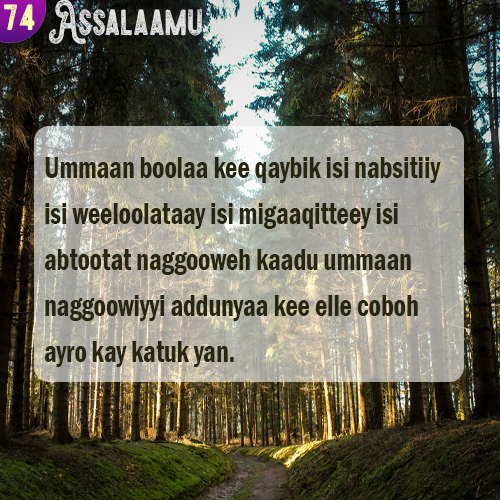 74 ASSALAAMU
Ummaan boolaa kee qaybik isi nabsitiiy
isi weeloolataay isi migaaqitteey isi
abtootat naggooweh kaadu ummaan
naggoowiyyi addunyaa kee elle coboh
ayro kay katuk yan.